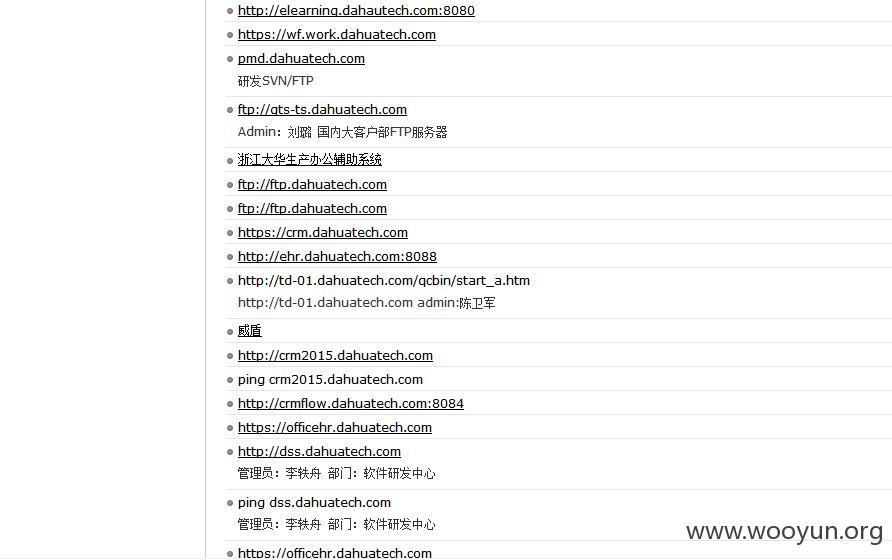 http://elearning.dahautech.com:8080
https://wf.work.dahuatech.com
pmd.dahuatech.com
研发SVN/FTP
ftp://gts-ts.dahuatech.com
Admin：刘璐 国内大客户部FTP服务器
浙江大华生产办公辅助系统
ftp://ftp.dahuatech.com
ftp://ftp.dahuatech.com
https://crm.dahuatech.com
http://ehr.dahuatech.com:8088
http://td-01.dahuatech.com/qcbin/start_a.htm
http://td-01.dahuatech.com admin:陈卫军
威盾
http://crm2015.dahuatech.com
ping crm2015.dahuatech.com
http://crmflow.dahuatech.com:8084
https://officehr.dahuatech.com
http://dss.dahuatech.com
管理员：李轶舟 部门：软件研发中心
ping dss.dahuatech.com
管理员：李轶舟 部门：软件研发中心
https://officehr.dahuatech.com
www.wooyun.org